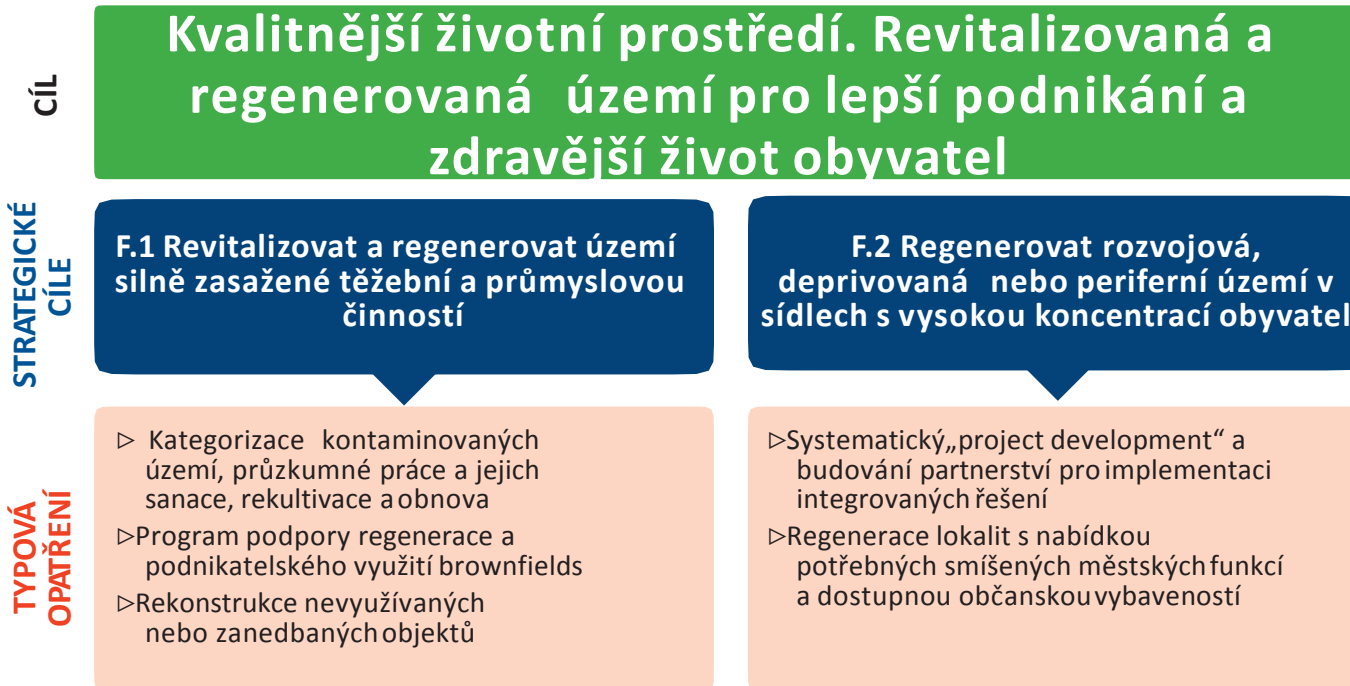 CÍL
Kvalitnější životní prostředí. Revitalizovaná a
regenerovaná území pro lepší podnikání a
zdravější život obyvatel
STRATEGICKÉ
CÍLE
F.1 Revitalizovat a regenerovat území
silně zasažené těžební a průmyslovou
činností
F.2 Regenerovat rozvojová,
deprivovaná nebo periferní území v
sídlech s vysokou koncentrací obyvatel
TYPOVÁ
OPATŘENÍ
▷ Kategorizace kontaminovaných
území, průzkumné práce a jejich
sanace, rekultivace a obnova
▷Program podpory regenerace a
podnikatelského využití brownfields
▷Rekonstrukce nevyužívaných
nebo zanedbaných objektů
▷Systematický„project development“ a
budování partnerství pro implementaci
integrovaných řešení
▷Regenerace lokalit s nabídkou
potřebných smíšených městských funkcí
a dostupnou občanskou vybaveností